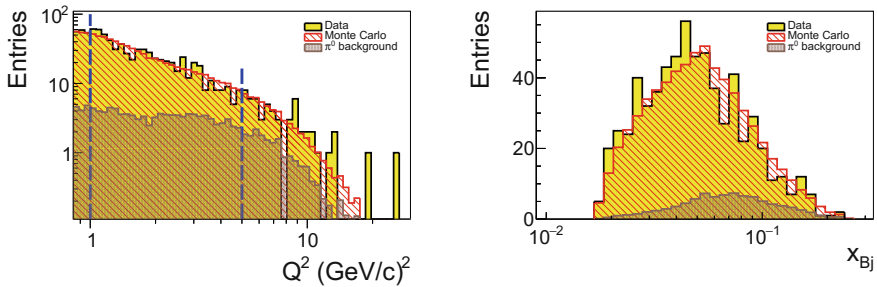 Entries
10²
10
1
1
10
Q² (GeV/c)²
Data
Monte Carlo
π⁰ background
Entries
40
20
0
10⁻²
10⁻¹
x_Bj
Data
Monte Carlo
π⁰ background